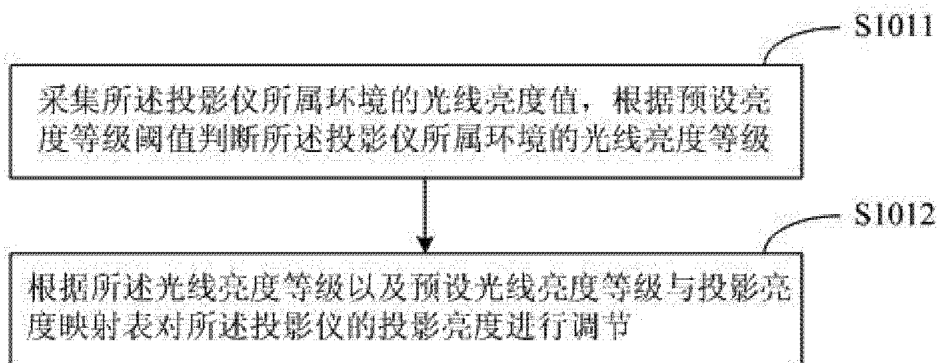 S1011
采集所述投影仪所属环境的光线亮度值，根据预设亮
度等级阈值判断所述投影仪所属环境的光线亮度等级
S1012
根据所述光线亮度等级以及预设光线亮度等级与投影亮
度映射表对所述投影仪的投影亮度进行调节